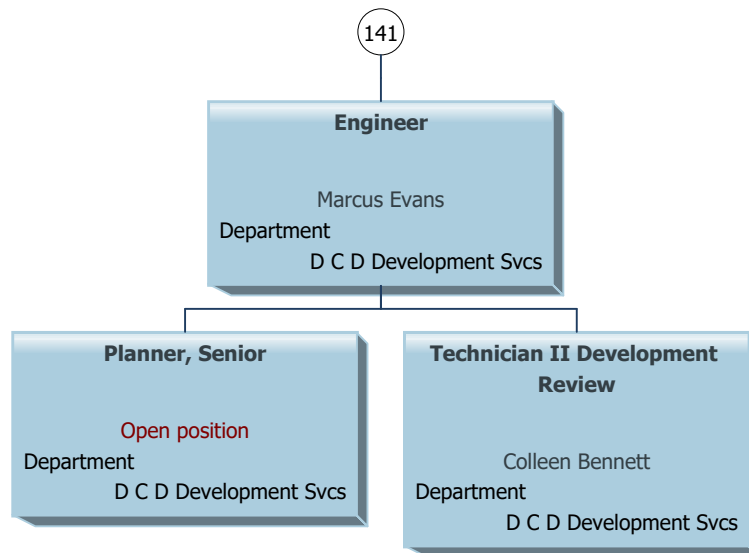 141
Engineer
Marcus Evans
Department
D C D Development Svcs
Planner, Senior
Open position
Department
D C D Development Svcs
Technician II Development
Review
Colleen Bennett
Department
D C D Development Svcs